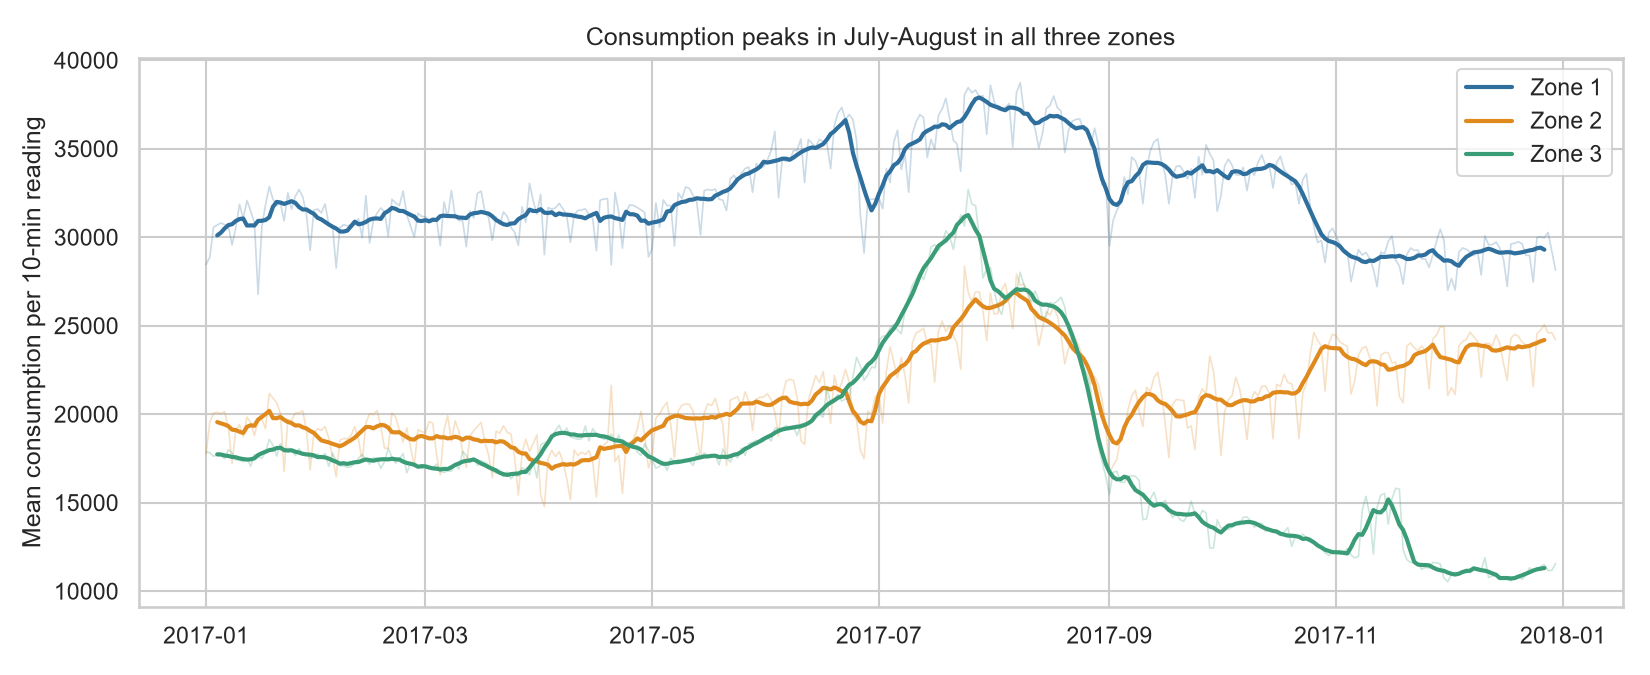 Consumption peaks in July-August in all three zones
Mean consumption per 10-min reading
40000
35000
30000
25000
20000
15000
10000
Zone 1
Zone 2
Zone 3
2017-01 2017-03 2017-05 2017-07 2017-09 2017-11 2018-01